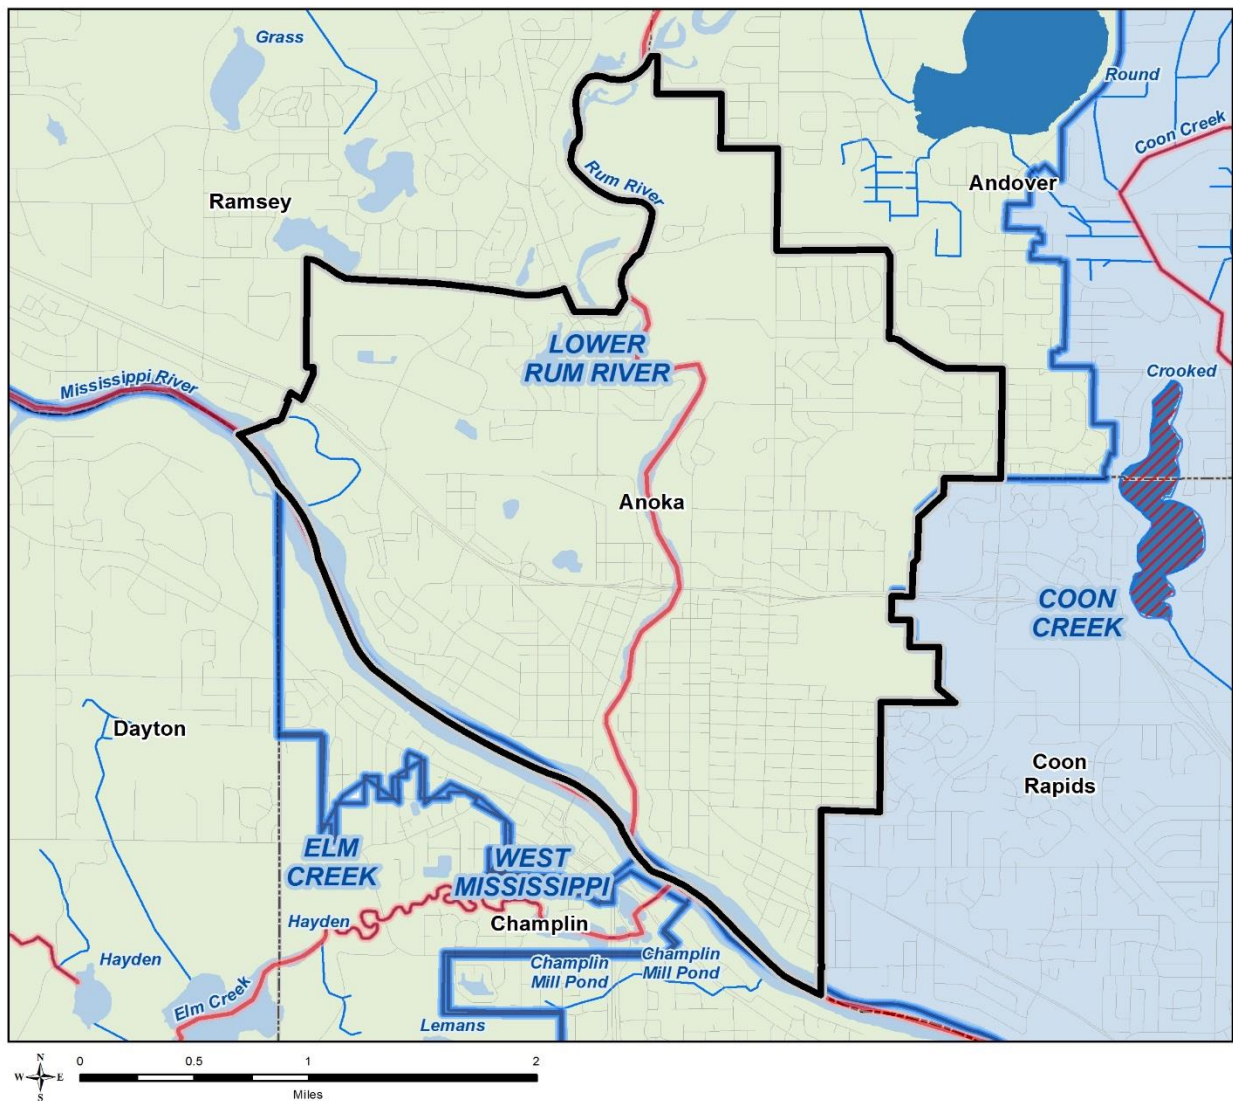 Grass
Round
Coon Creek
Rum River
Andover
Ramsey
LOWER
RUM RIVER
Mississippi River
Crooked
Anoka
COON
CREEK
Dayton
Coon
Rapids
ELM
CREEK
WEST
MISSISSIPPI
Hayden
Champlin
Hayden
Champlin
Mill Pond
Champlin
Mill Pond
Elm Creek
Lemans
N
W E
S
0 0.5 1 2
Miles